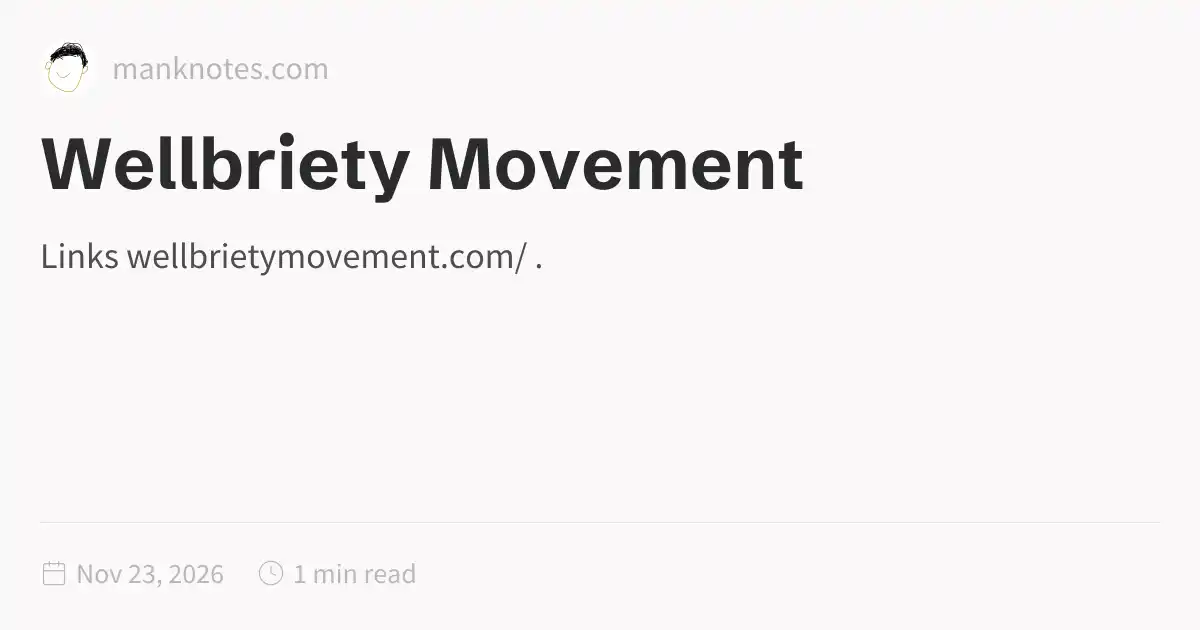 manknotes.com
Wellbriety Movement
Links wellbrietymovement.com/ .
Nov 23, 2026 1 min read